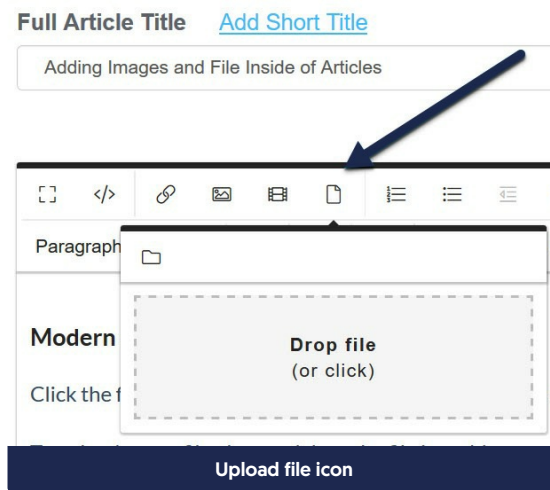 Full Article Title Add Short Title
Adding Images and File Inside of Articles
Paragraph
Modern
Drop file
(or click)
Click the f
Upload file icon